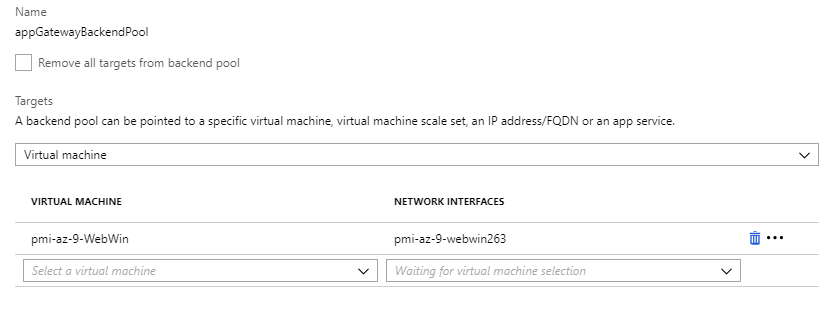 Name
appGatewayBackendPool
Remove all targets from backend pool
Targets
A backend pool can be pointed to a specific virtual machine, virtual machine scale set, an IP address/FQDN or an app service.
Virtual machine
VIRTUAL MACHINE NETWORK INTERFACES
pmi-az-9-WebWin pmi-az-9-webwin263
Select a virtual machine Waiting for virtual machine selection